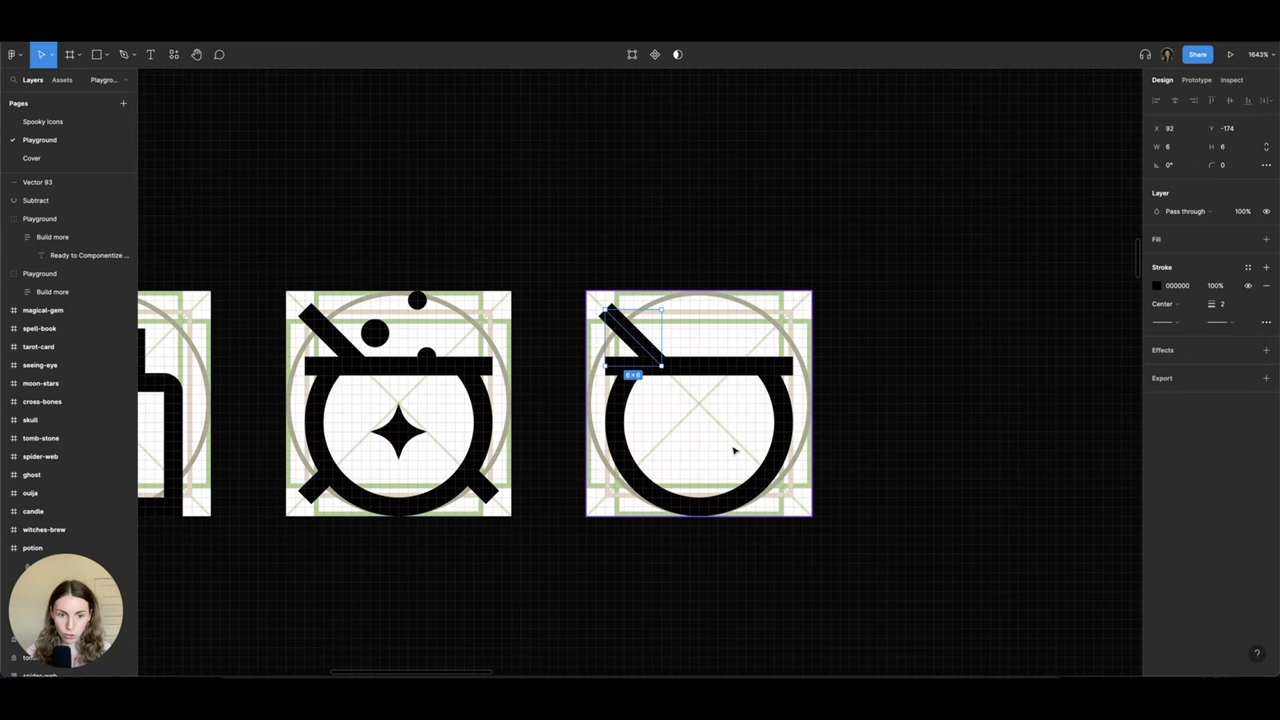 Share
1643%
Layers
Assets
Playgro...
Design
Prototype
Inspect
Pages
Spooky Icons
Playground
Cover
Vector 93
Subtract
Playground
Build more
Ready to Componentize ...
Playground
Build more
magical-gem
spell-book
tarot-card
seeing-eye
moon-stars
cross-bones
skull
tomb-stone
spider-web
ghost
ouija
candle
witches-brew
potion
6 × 6
X 92
Y -174
W 6
H 6
0°
0
Layer
Pass through
100%
Fill
Stroke
000000
100%
Center
2
Effects
Export
?